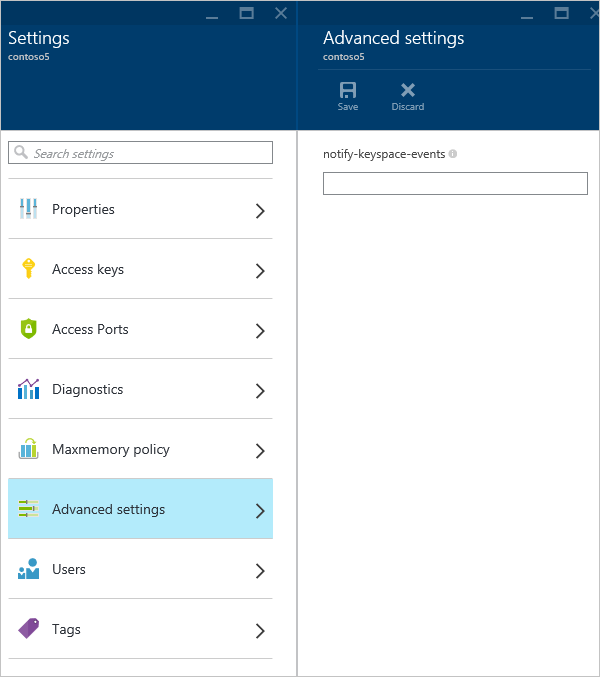 Settings
contoso5
Search settings
Properties
Access keys
Access Ports
Diagnostics
Maxmemory policy
Advanced settings
Users
Tags
Advanced settings
contoso5
Save
Discard
notify-keyspace-events